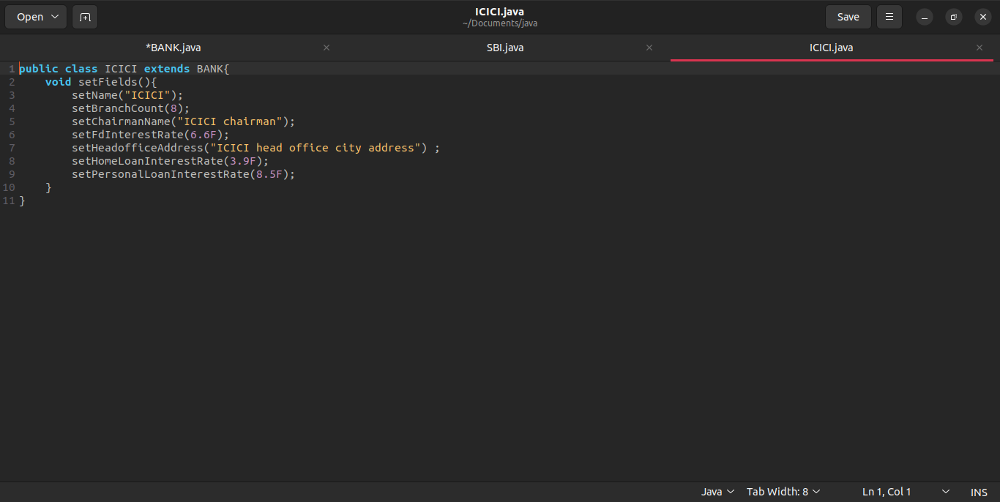 Open
ICICI.java
~/Documents/java
Save
*BANK.java
SBI.java
ICICI.java
1 public class ICICI extends BANK{
2     void setFields(){
3         setName("ICICI");
4         setBranchCount(8);
5         setChairmanName("ICICI chairman");
6         setFdInterestRate(6.6F);
7         setHeadofficeAddress("ICICI head office city address") ;
8         setHomeLoanInterestRate(3.9F);
9         setPersonalLoanInterestRate(8.5F);
10     }
11 }
Java
Tab Width: 8
Ln 1, Col 1
INS